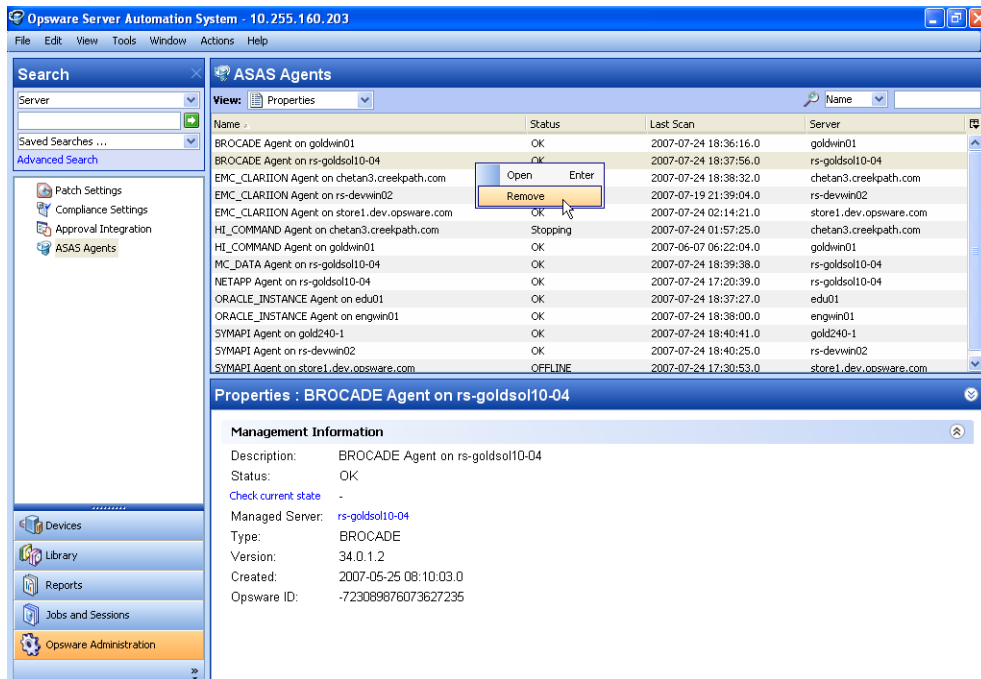 Opsware Server Automation System - 10.255.160.203
File Edit View Tools Window Actions Help
Search
Server
Saved Searches ...
Advanced Search
Patch Settings
Compliance Settings
Approval Integration
ASAS Agents
Devices
Library
Reports
Jobs and Sessions
Opsware Administration
»
ASAS Agents
View: Properties Name
Name Status Last Scan Server
BROCADE Agent on goldwin01 OK 2007-07-24 18:36:16.0 goldwin01
BROCADE Agent on rs-goldsol10-04 OK 2007-07-24 18:37:56.0 rs-goldsol10-04
EMC_CLARIION Agent on chetan3.creekpath.com 2007-07-24 18:38:32.0 chetan3.creekpath.com
EMC_CLARIION Agent on rs-devwin02 2007-07-19 21:39:04.0 rs-devwin02
EMC_CLARIION Agent on store1.dev.opsware.com OK 2007-07-24 02:14:21.0 store1.dev.opsware.com
HI_COMMAND Agent on chetan3.creekpath.com Stopping 2007-07-24 01:57:25.0 chetan3.creekpath.com
HI_COMMAND Agent on goldwin01 OK 2007-06-07 06:22:04.0 goldwin01
MC_DATA Agent on rs-goldsol10-04 OK 2007-07-24 18:39:38.0 rs-goldsol10-04
NETAPP Agent on rs-goldsol10-04 OK 2007-07-24 17:20:39.0 rs-goldsol10-04
ORACLE_INSTANCE Agent on edu01 OK 2007-07-24 18:37:27.0 edu01
ORACLE_INSTANCE Agent on engwin01 OK 2007-07-24 18:38:00.0 engwin01
SYMAPI Agent on gold240-1 OK 2007-07-24 18:40:41.0 gold240-1
SYMAPI Agent on rs-devwin02 OK 2007-07-24 18:40:25.0 rs-devwin02
SYMAPI Agent on store1.dev.opsware.com OFFLINE 2007-07-24 17:30:53.0 store1.dev.opsware.com
Open Enter
Remove
Properties : BROCADE Agent on rs-goldsol10-04
Management Information
Description: BROCADE Agent on rs-goldsol10-04
Status: OK
Check current state -
Managed Server: rs-goldsol10-04
Type: BROCADE
Version: 34.0.1.2
Created: 2007-05-25 08:10:03.0
Opsware ID: -723089876073627235